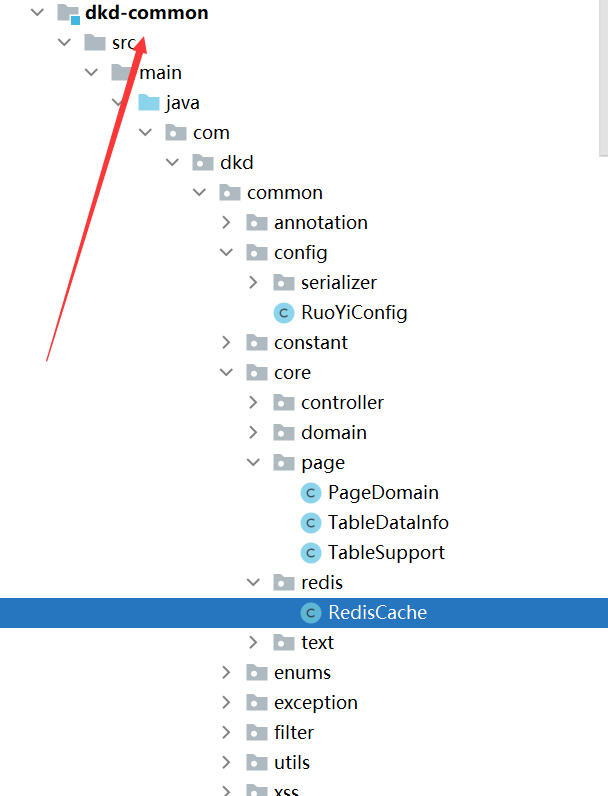 dkd-common
src
main
java
com
dkd
common
annotation
config
serializer
RuoYiConfig
constant
core
controller
domain
page
PageDomain
TableDataInfo
TableSupport
redis
RedisCache
text
enums
exception
filter
utils
xss